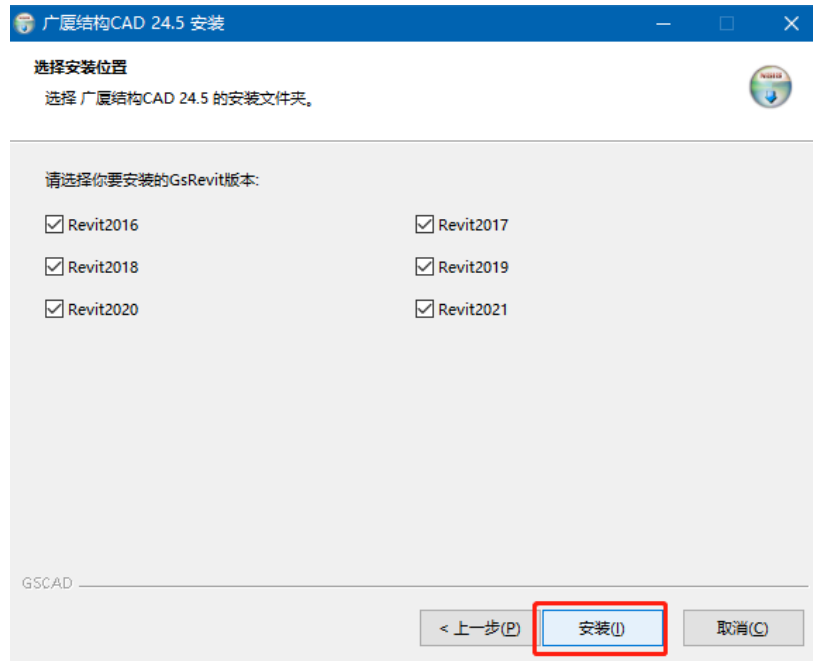 广厦结构CAD 24.5 安装
选择安装位置
选择 广厦结构CAD 24.5 的安装文件夹。
请选择你要安装的GsRevit版本:
Revit2016
Revit2017
Revit2018
Revit2019
Revit2020
Revit2021
GSCAD
< 上一步(P)
安装(I)
取消(C)